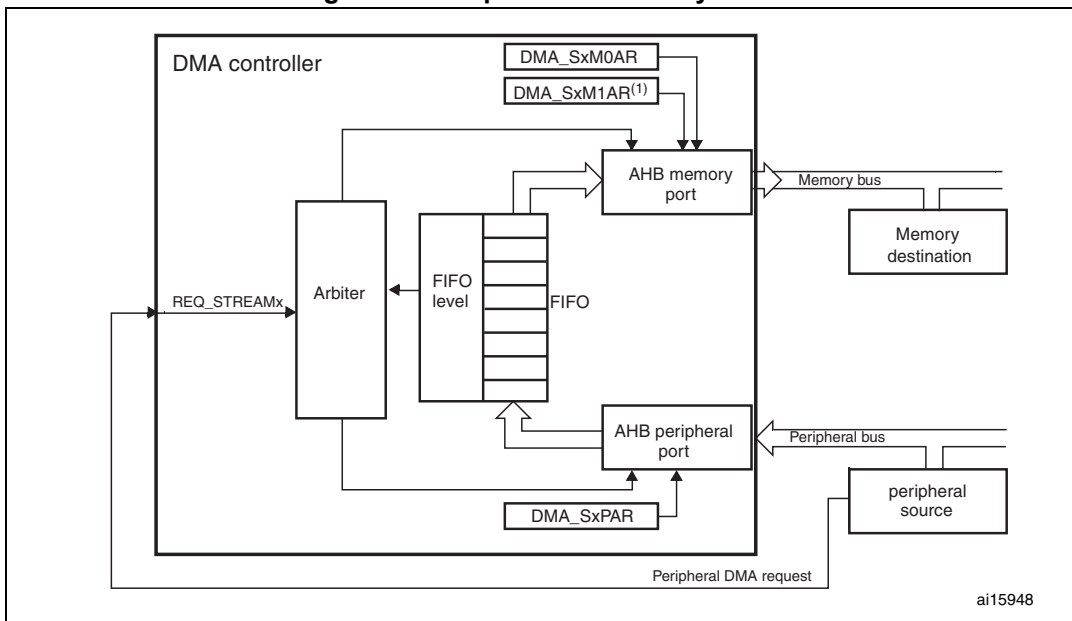 DMA controller
DMA_SxM0AR
DMA_SxM1AR(1)
AHB memory
port
Memory bus
Memory
destination
Arbiter
FIFO
level
FIFO
REQ_STREAMx
AHB peripheral
port
Peripheral bus
peripheral
source
DMA_SxPAR
Peripheral DMA request
ai15948